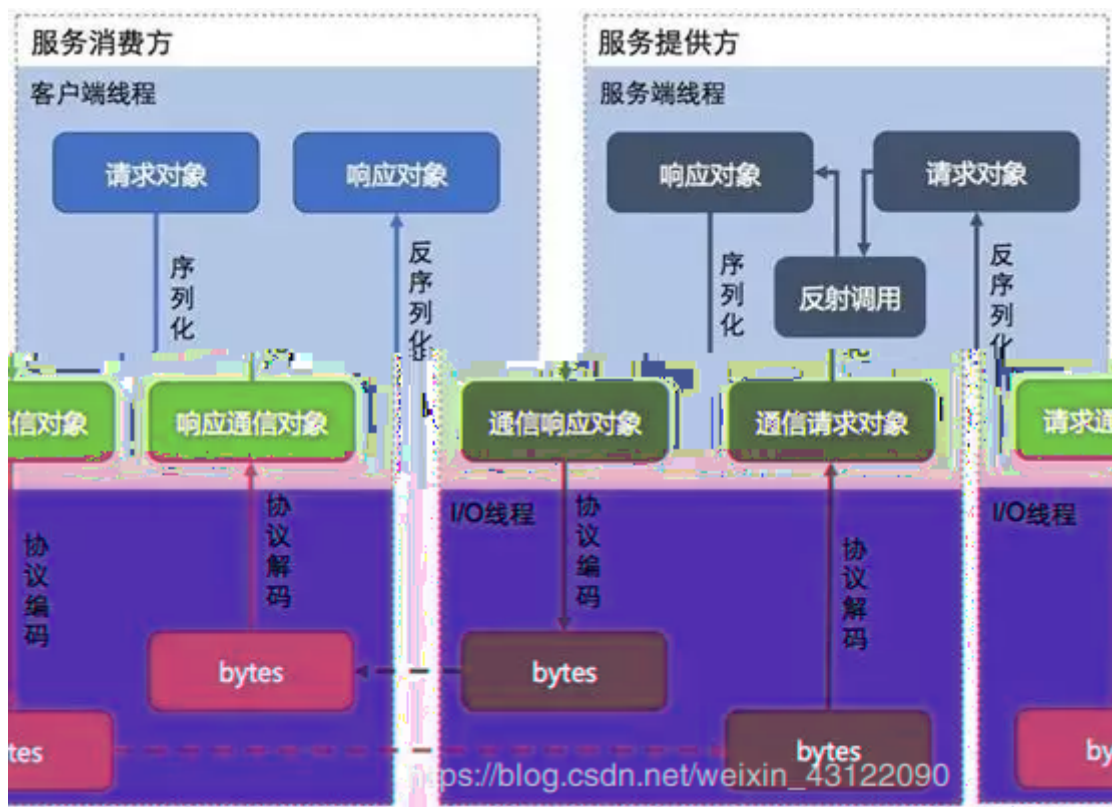 服务消费方
服务提供方
客户端线程
服务端线程
请求对象
响应对象
响应对象
请求对象
序列化
反序列化
序列化
反射调用
反序列化
信对象
响应通信对象
通信响应对象
通信请求对象
请求通
I/O线程
I/O线程
协议编码
协议解码
协议编码
协议解码
bytes
bytes
tes
bytes
by
ps://blog.csdn.net/weixin_43122090